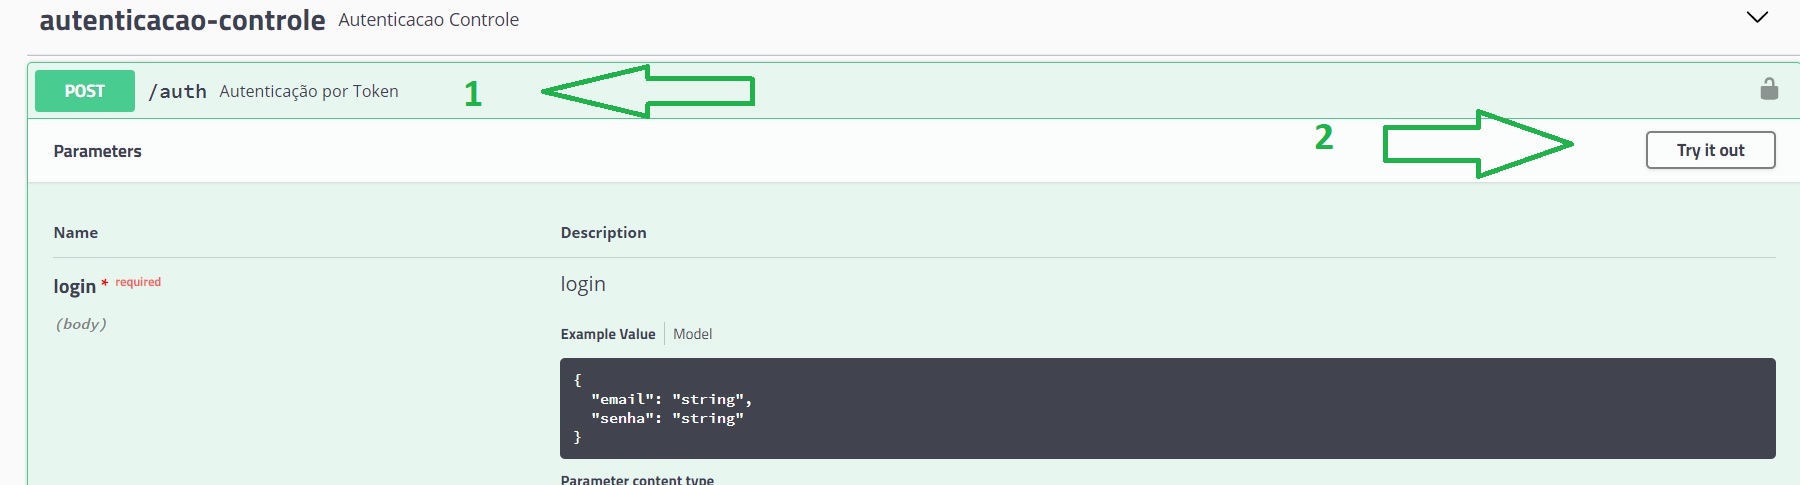 autenticacao-controle Autenticacao Controle
POST /auth Autenticação por Token 1
2
Parameters Try it out
Name Description
login * required login
(body)
Example Value Model
{
"email": "string",
"senha": "string"
}
Parameter content type